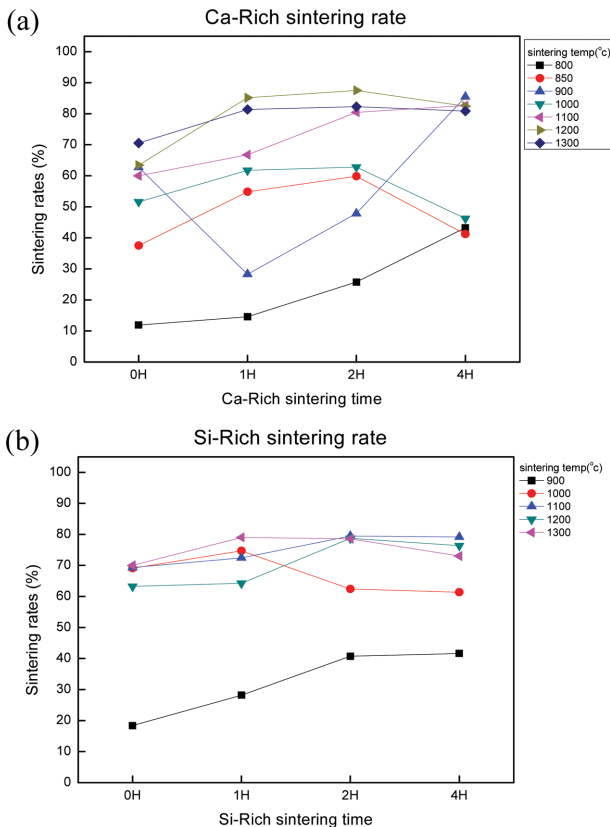 (a)
Ca-Rich sintering rate
100
90
80
70
60
50
40
30
20
10
0
Sintering rates (%)
0H 1H 2H 4H
Ca-Rich sintering time
sintering temp(°c)
800
850
900
1000
1100
1200
1300
(b)
Si-Rich sintering rate
100
90
80
70
60
50
40
30
20
10
0
Sintering rates (%)
0H 1H 2H 4H
Si-Rich sintering time
sintering temp(°c)
900
1000
1100
1200
1300